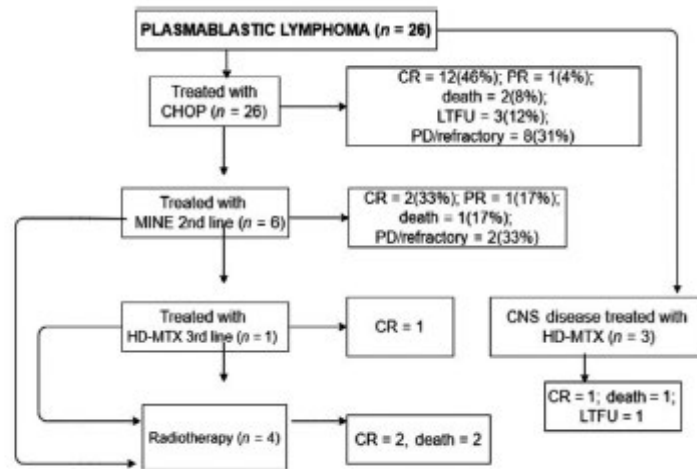 PLASMABLASTIC LYMPHOMA (n = 26)
Treated with
CHOP (n = 26)
CR = 12(46%); PR = 1(4%)
death = 2(8%);
LTFU = 3(12%);
PD/refractory = 8(31%)
Treated with
MINE 2nd line (n = 6)
CR = 2(33%); PR = 1(17%);
death = 1(17%);
PD/refractory = 2(33%)
Treated with
HD-MTX 3rd line (n = 1)
CR = 1
CNS disease treated with
HD-MTX (n = 3)
CR = 1; death = 1;
LTFU = 1
Radiotherapy (n = 4)
CR = 2, death = 2